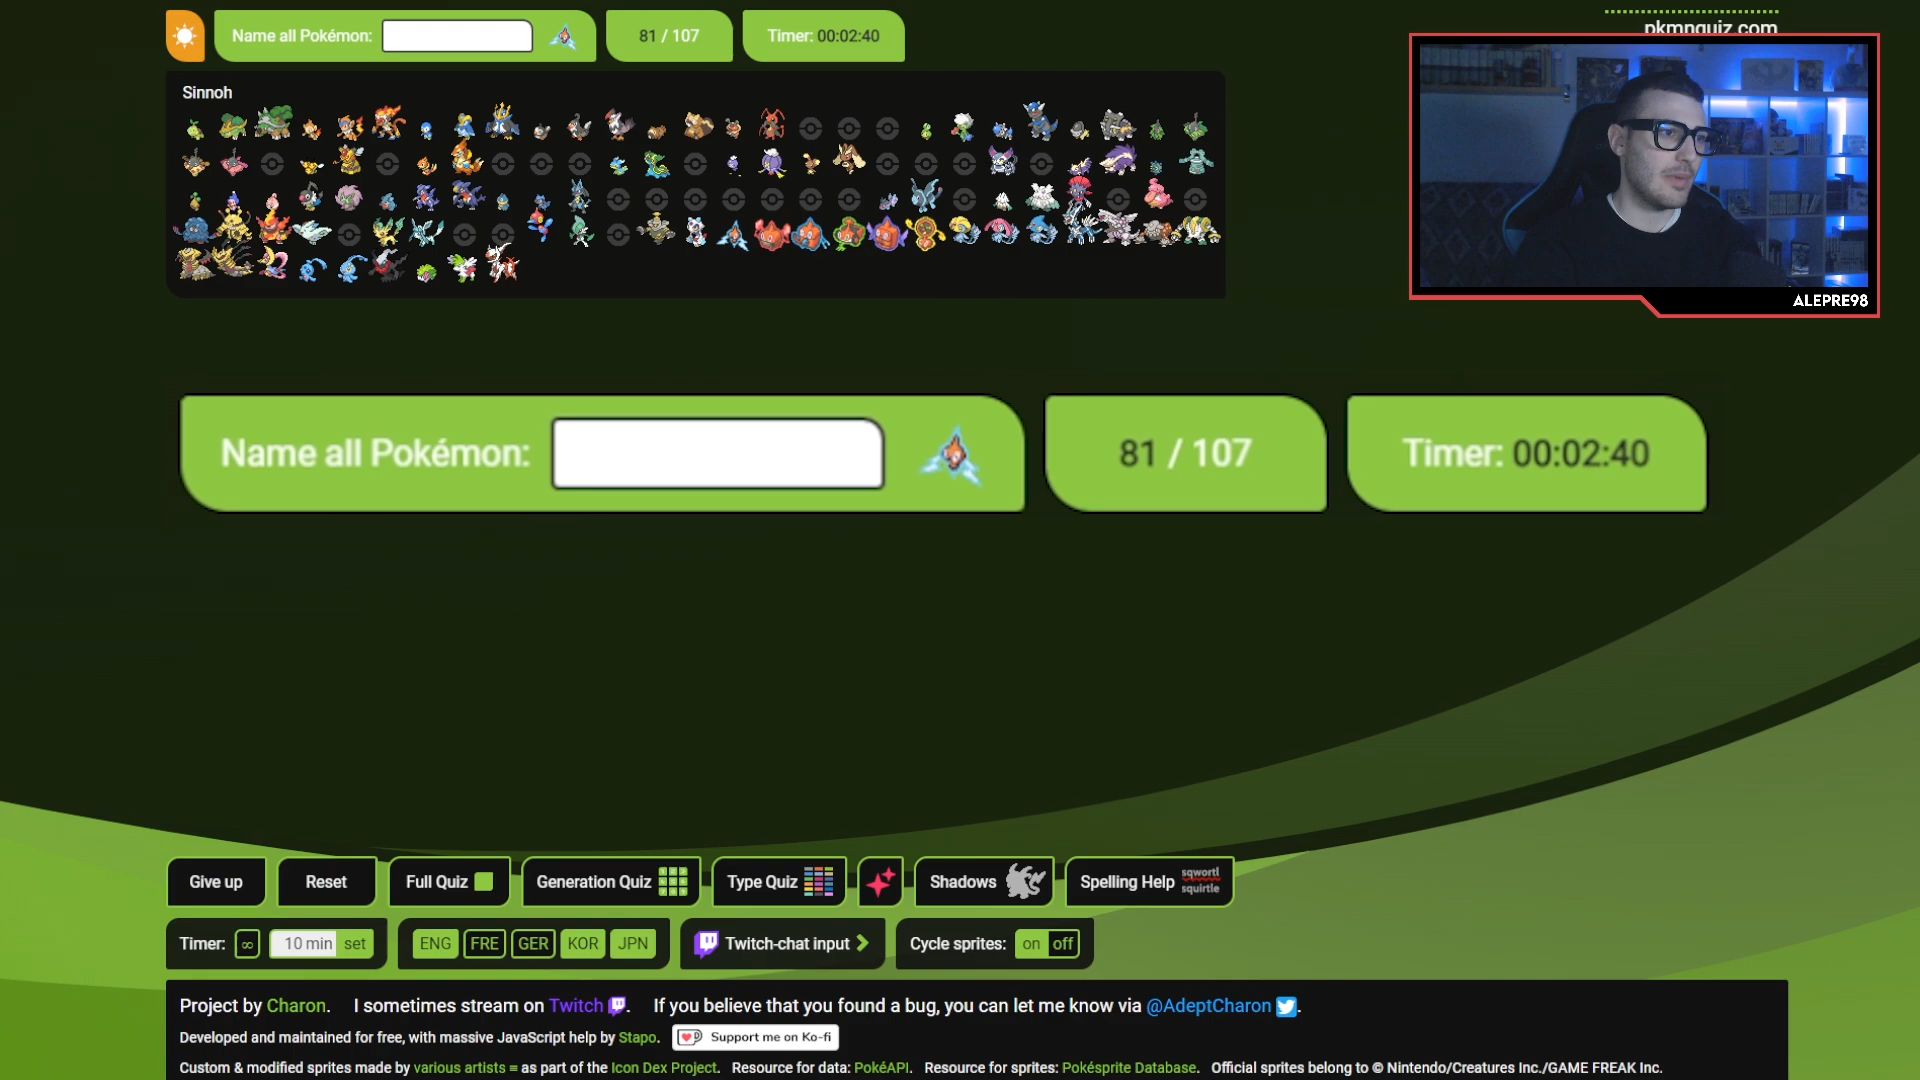 Name all Pokémon:
81 / 107
Timer: 00:02:40
pkmnquiz.com
Sinnoh
ALEPRE98
Name all Pokémon:
81 / 107
Timer: 00:02:40
Give up
Reset
Full Quiz
Generation Quiz
Type Quiz
Shadows
Spelling Help
sqwortl
squirtle
Timer: ∞ 10 min set
ENG FRE GER KOR JPN
Twitch-chat input
Cycle sprites: on off
Project by Charon. I sometimes stream on Twitch. If you believe that you found a bug, you can let me know via @AdeptCharon.
Developed and maintained for free, with massive JavaScript help by Stapo. Support me on Ko-fi
Custom & modified sprites made by various artists ≡ as part of the Icon Dex Project. Resource for data: PokéAPI. Resource for sprites: Pokésprite Database. Official sprites belong to © Nintendo/Creatures Inc./GAME FREAK Inc.